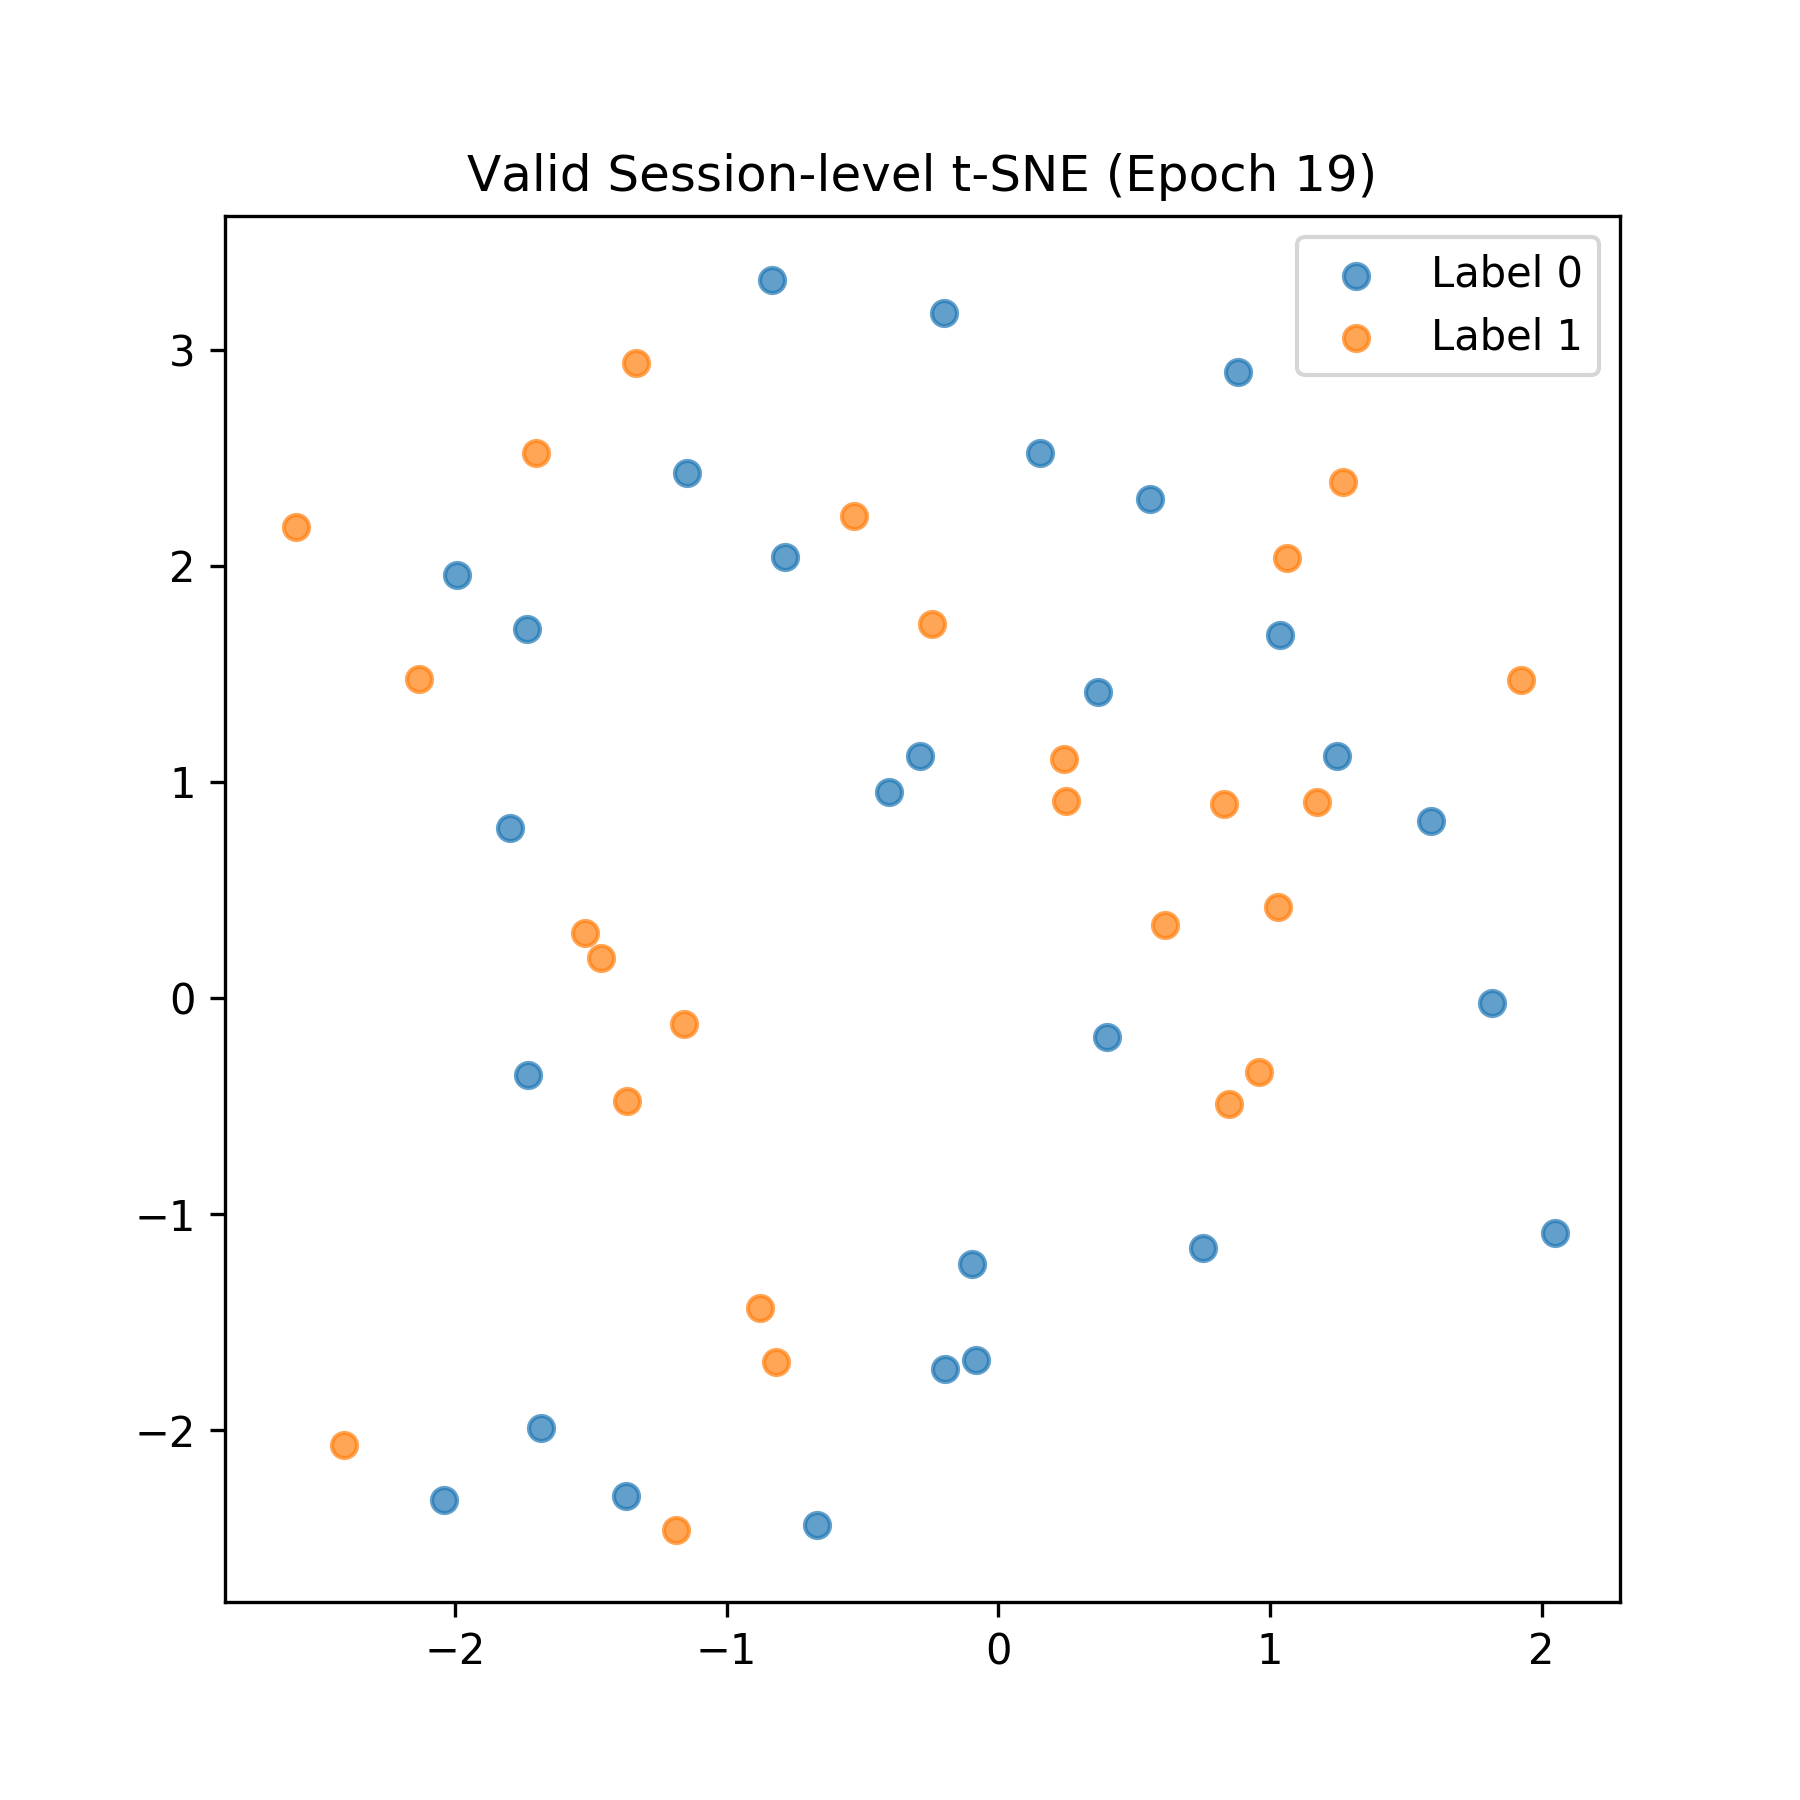 Valid Session-level t-SNE (Epoch 19)
Label 0
Label 1
3
2
1
0
−1
−2
−2 −1 0 1 2